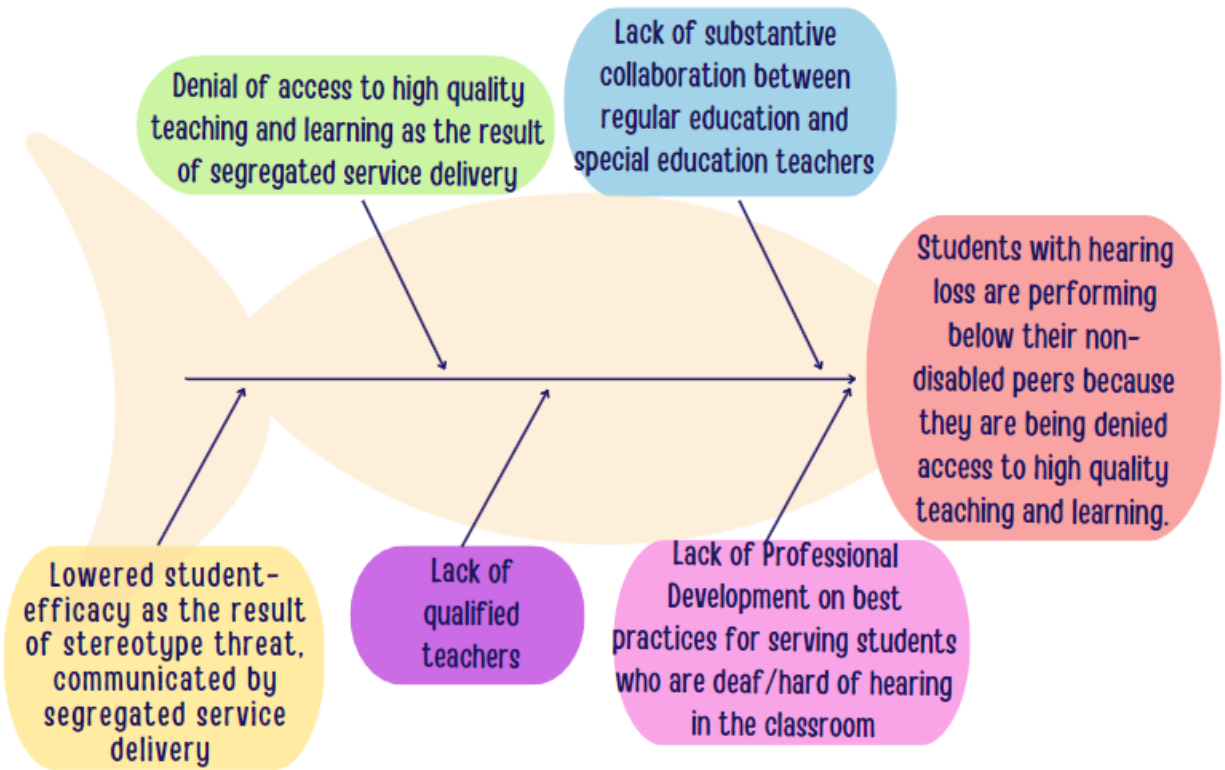 Denial of access to high quality
teaching and learning as the result
of segregated service delivery
Lack of substantive
collaboration between
regular education and
special education teachers
Students with hearing
loss are performing
below their non-
disabled peers because
they are being denied
access to high quality
teaching and learning.
Lowered student-
efficacy as the result
of stereotype threat,
communicated by
segregated service
delivery
Lack of
qualified
teachers
Lack of Professional
Development on best
practices for serving students
who are deaf/hard of hearing
in the classroom